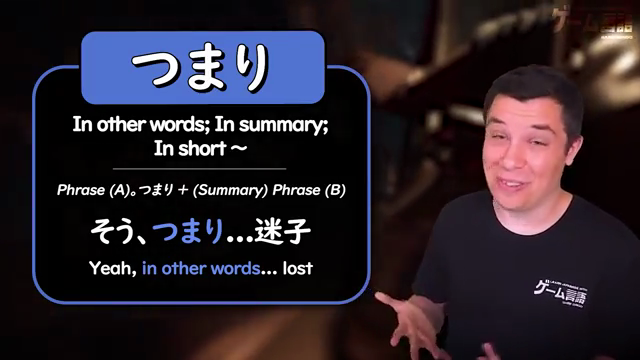 つまり
In other words; In summary;
In short ～
Phrase (A)。つまり + (Summary) Phrase (B)
そう、つまり...迷子
Yeah, in other words... lost
ゲーム言語
ゲーム言語